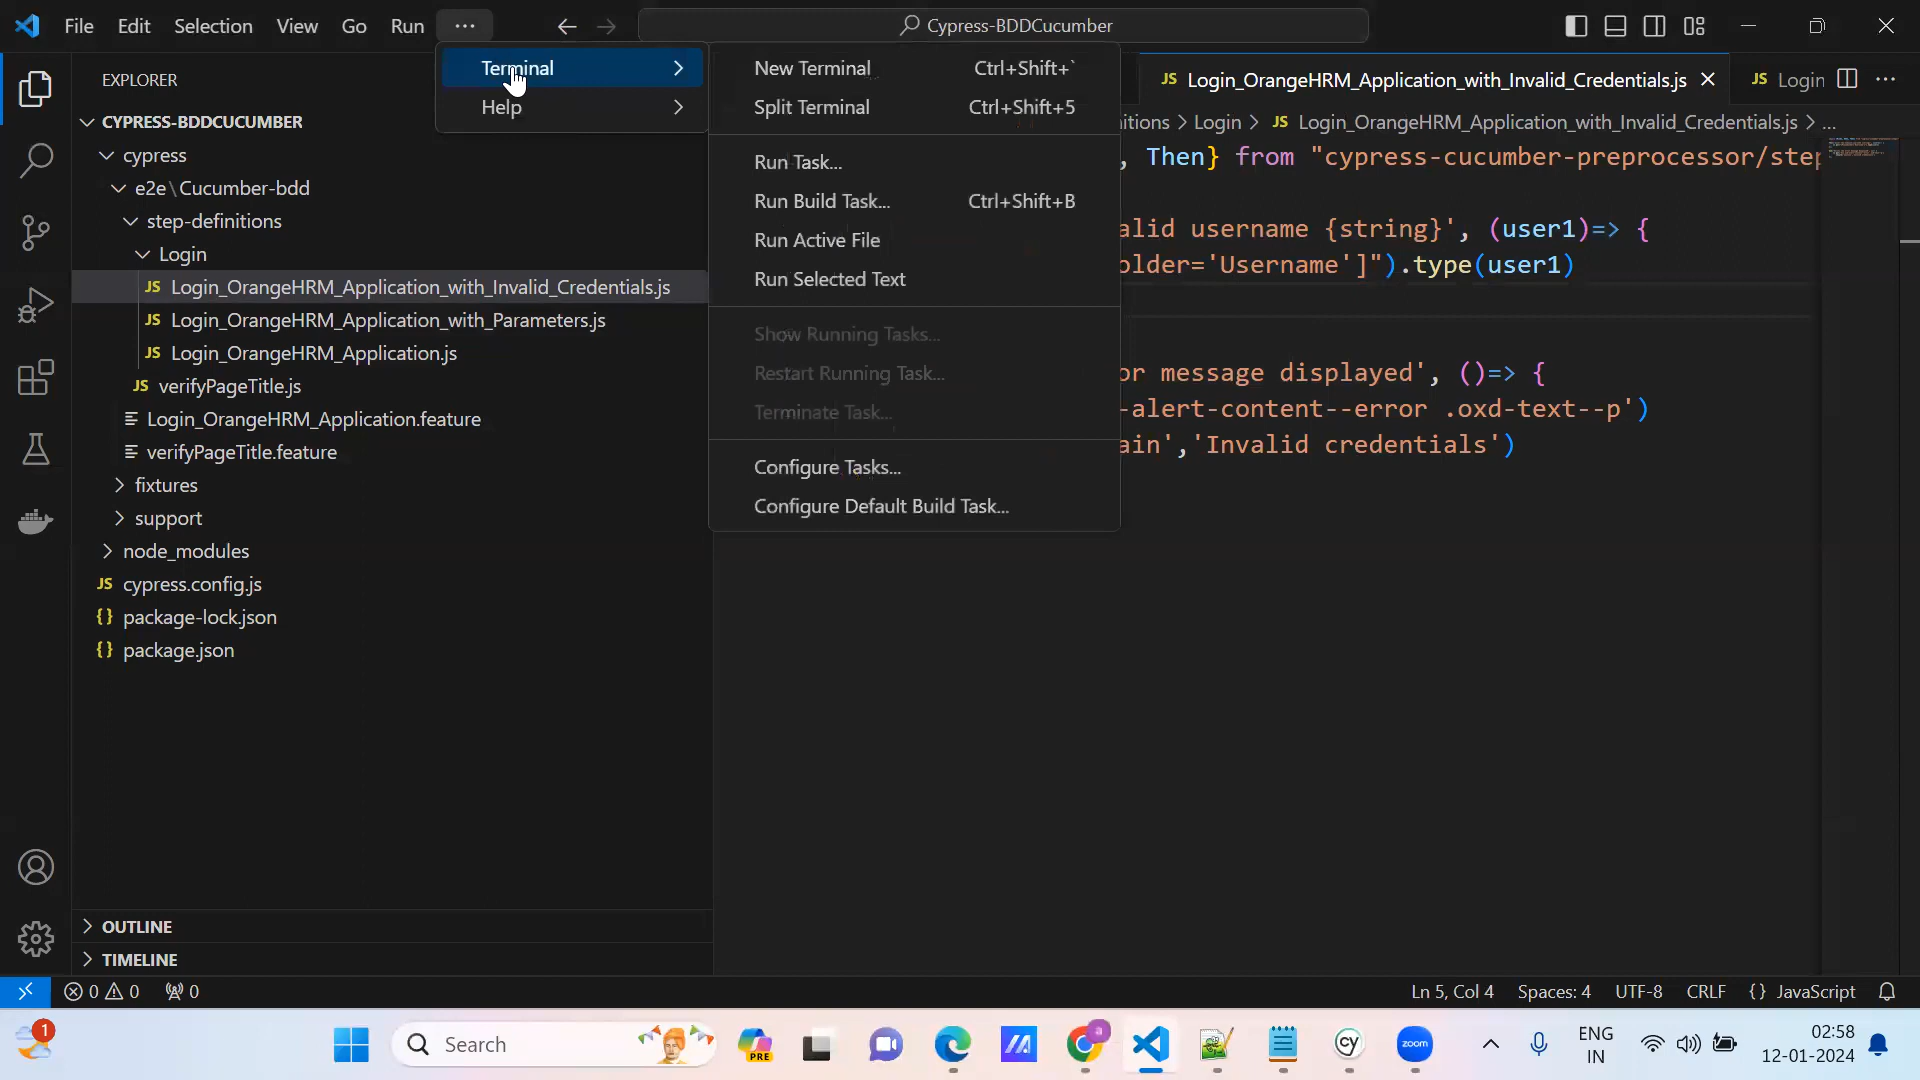 File Edit Selection View Go Run ···
Cypress-BDDCucumber
Terminal
Help
New Terminal Ctrl+Shift+`
Split Terminal Ctrl+Shift+5
Run Task...
Run Build Task... Ctrl+Shift+B
Run Active File
Run Selected Text
Show Running Tasks...
Restart Running Task...
Terminate Task...
Configure Tasks...
Configure Default Build Task...
EXPLORER
CYPRESS-BDDCUCUMBER
cypress
e2e\Cucumber-bdd
step-definitions
Login
JS Login_OrangeHRM_Application_with_Invalid_Credentials.js
JS Login_OrangeHRM_Application_with_Parameters.js
JS Login_OrangeHRM_Application.js
JS verifyPageTitle.js
Login_OrangeHRM_Application.feature
verifyPageTitle.feature
fixtures
support
node_modules
JS cypress.config.js
{} package-lock.json
{} package.json
OUTLINE
TIMELINE
JS Login_OrangeHRM_Application_with_Invalid_Credentials.js
JS Login
itions > Login > JS Login_OrangeHRM_Application_with_Invalid_Credentials.js > ...
, Then} from "cypress-cucumber-preprocessor/step
alid username {string}', (user1)=> {
older='Username']").type(user1)
or message displayed', ()=> {
-alert-content--error .oxd-text--p')
ain','Invalid credentials')
0 0 0
Ln 5, Col 4 Spaces: 4 UTF-8 CRLF {} JavaScript
1
Search
PRE
cy
zoom
ENG
IN
02:58
12-01-2024